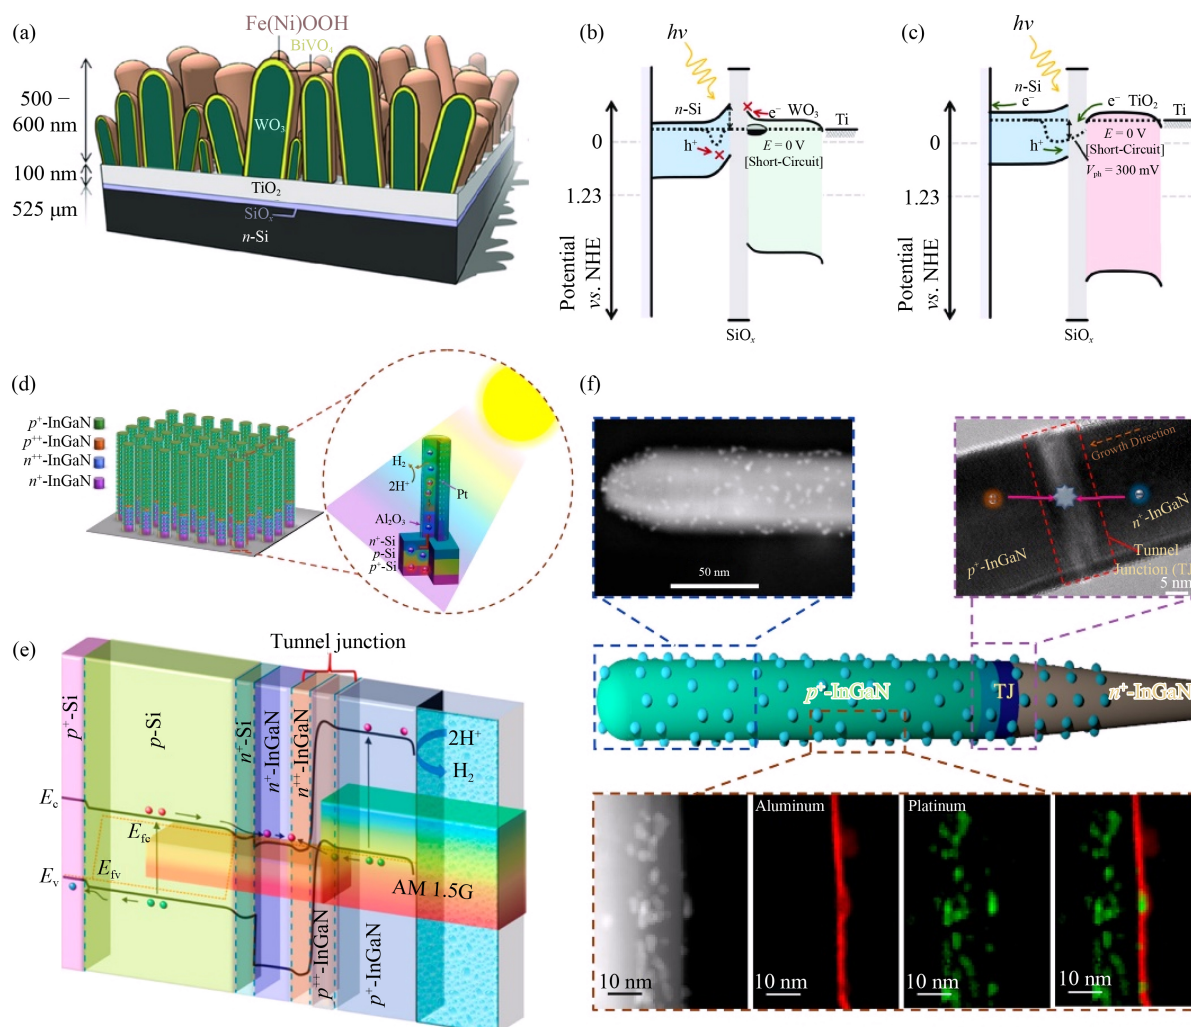 (a)
Fe(Ni)OOH
BiVO₄
500 −
600 nm
WO₃
100 nm
TiO₂
525 μm
SiOₓ
n-Si
(b)
hν
n-Si
e⁻ WO₃
Ti
0
h⁺
E = 0 V
[Short-Circuit]
1.23
Potential
vs. NHE
SiOₓ
(c)
hν
n-Si
e⁻
e⁻ TiO₂
Ti
0
E = 0 V
[Short-Circuit]
h⁺
Vₚₕ = 300 mV
1.23
Potential
vs. NHE
SiOₓ
(d)
p⁺-InGaN
p⁺⁺-InGaN
n⁺⁺-InGaN
n⁺-InGaN
H₂
2H⁺
Pt
Al₂O₃
n⁺-Si
p-Si
p⁺-Si
(e)
Tunnel junction
p⁺-Si
p-Si
n⁺-Si
n⁺-InGaN
n⁺⁺-InGaN
2H⁺
H₂
E꜀
E_fe
E_fv
Eᵥ
AM 1.5G
p⁺⁺-InGaN
p⁺-InGaN
(f)
50 nm
Growth Direction
n⁺-InGaN
p⁺-InGaN
Tunnel
Junction (TJ
5 nm
p⁺-InGaN
TJ
n⁺-InGaN
Aluminum
Platinum
10 nm
10 nm
10 nm
10 nm